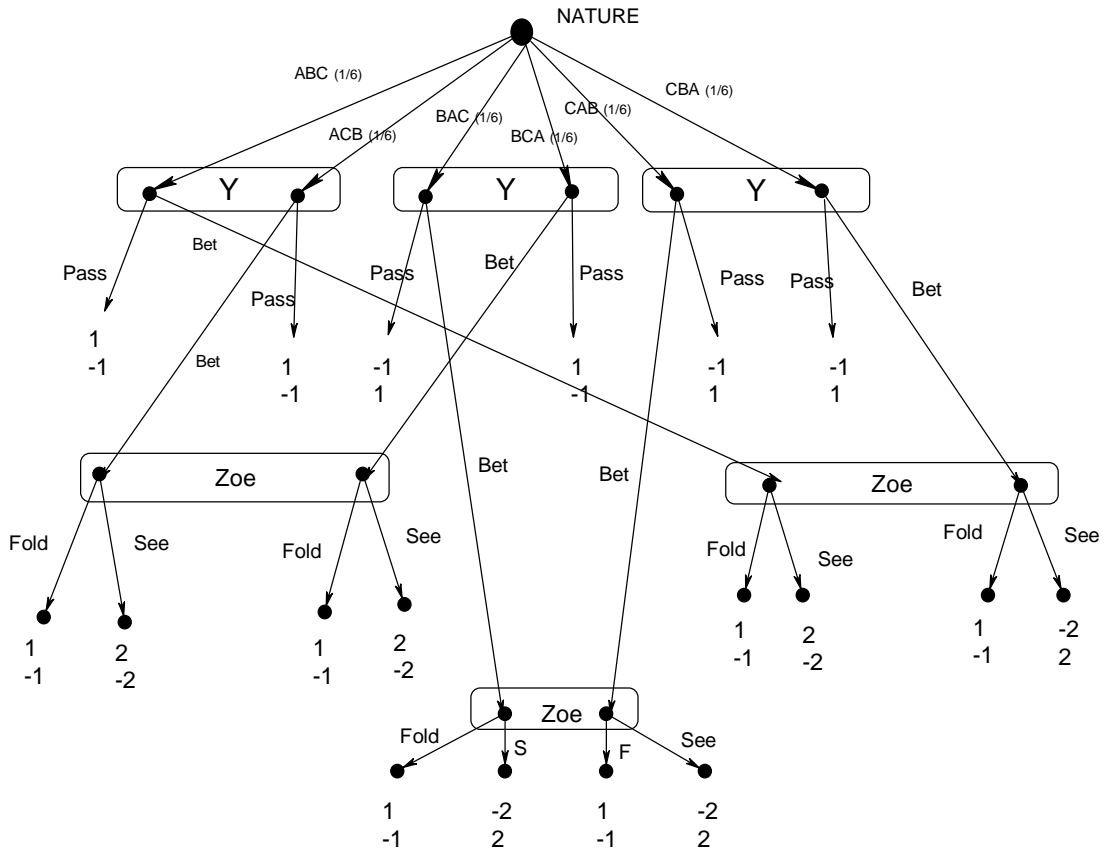 NATURE
ABC (1/6)
CBA (1/6)
BAC (1/6)
CAB (1/6)
ACB (1/6)
BCA (1/6)
Y
Y
Y
Bet
Bet
Pass
Pass
Pass
Pass
Pass
Pass
Bet
1
-1
Bet
1
-1
-1
1
1
-1
-1
1
-1
1
Bet
Bet
Zoe
Zoe
Fold
See
Fold
See
Fold
See
Fold
See
1
-1
2
-2
1
-1
2
-2
1
-1
2
-2
1
-1
-2
2
Zoe
Fold
S
F
See
1
-1
-2
2
1
-1
-2
2